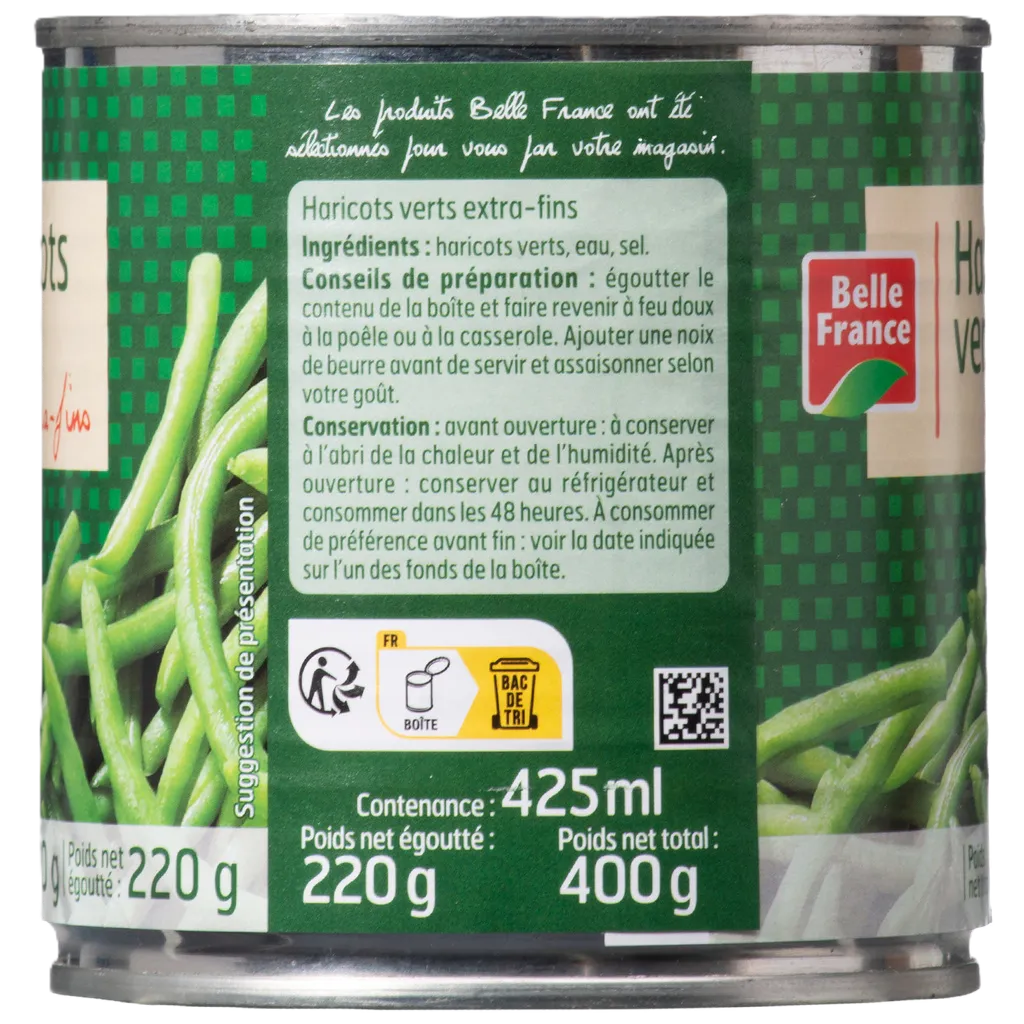 Les produits Belle France ont été
sélectionnés pour vous par votre magasin.
Haricots verts extra-fins
Ingrédients : haricots verts, eau, sel.
Conseils de préparation : égoutter le
contenu de la boîte et faire revenir à feu doux
à la poêle ou à la casserole. Ajouter une noix
de beurre avant de servir et assaisonner selon
votre goût.
Conservation : avant ouverture : à conserver
à l'abri de la chaleur et de l'humidité. Après
ouverture : conserver au réfrigérateur et
consommer dans les 48 heures. À consommer
de préférence avant fin : voir la date indiquée
sur l'un des fonds de la boîte.
FR
BOÎTE
BAC
DE
TRI
Contenance : 425ml
Poids net égoutté :
220 g
Poids net total :
400 g
Suggestion de présentation
Poids net
égoutté : 220 g
Belle
France